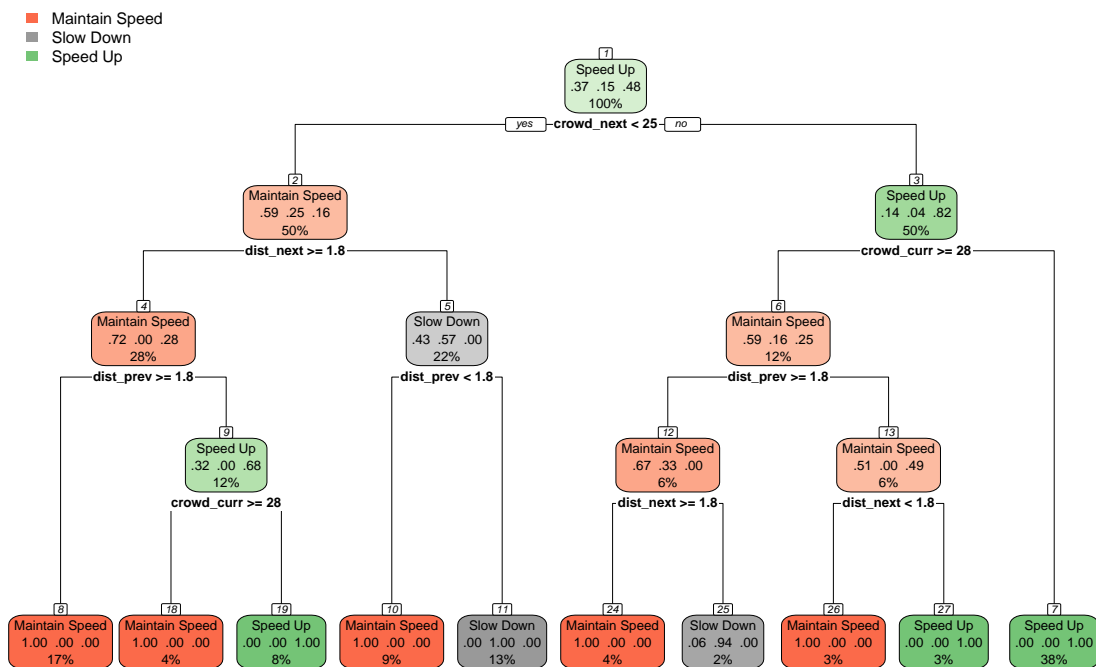 Maintain Speed
Slow Down
Speed Up
1
Speed Up
.37 .15 .48
100%
yes crowd_next < 25 no
2
Maintain Speed
.59 .25 .16
50%
dist_next >= 1.8
3
Speed Up
.14 .04 .82
50%
crowd_curr >= 28
4
Maintain Speed
.72 .00 .28
28%
dist_prev >= 1.8
5
Slow Down
.43 .57 .00
22%
dist_prev < 1.8
6
Maintain Speed
.59 .16 .25
12%
dist_prev >= 1.8
9
Speed Up
.32 .00 .68
12%
crowd_curr >= 28
12
Maintain Speed
.67 .33 .00
6%
dist_next >= 1.8
13
Maintain Speed
.51 .00 .49
6%
dist_next < 1.8
8
Maintain Speed
1.00 .00 .00
17%
18
Maintain Speed
1.00 .00 .00
4%
19
Speed Up
.00 .00 1.00
8%
10
Maintain Speed
1.00 .00 .00
9%
11
Slow Down
.00 1.00 .00
13%
24
Maintain Speed
1.00 .00 .00
4%
25
Slow Down
.06 .94 .00
2%
26
Maintain Speed
1.00 .00 .00
3%
27
Speed Up
.00 .00 1.00
3%
7
Speed Up
.00 .00 1.00
38%